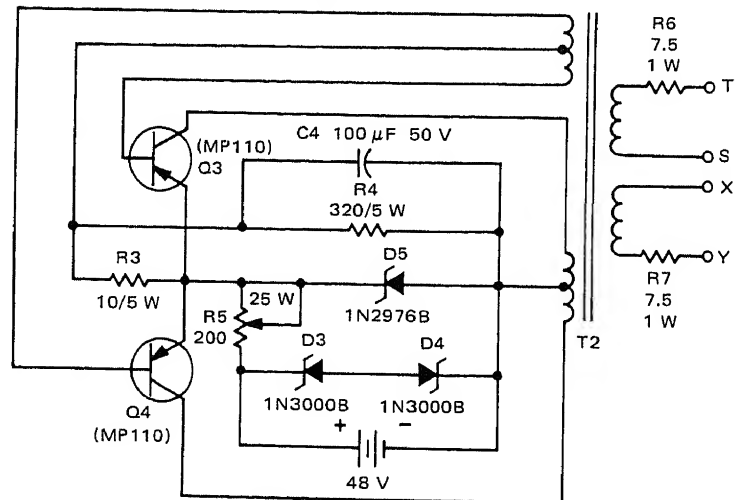 R6
7.5
1 W
T
S
X
Y
R7
7.5
1 W
T2
C4 100 µF 50 V
(MP110)
Q3
R4
320/5 W
R3
10/5 W
D5
1N2976B
25 W
R5
200
D3
1N3000B
D4
1N3000B
Q4
(MP110)
+ -
48 V